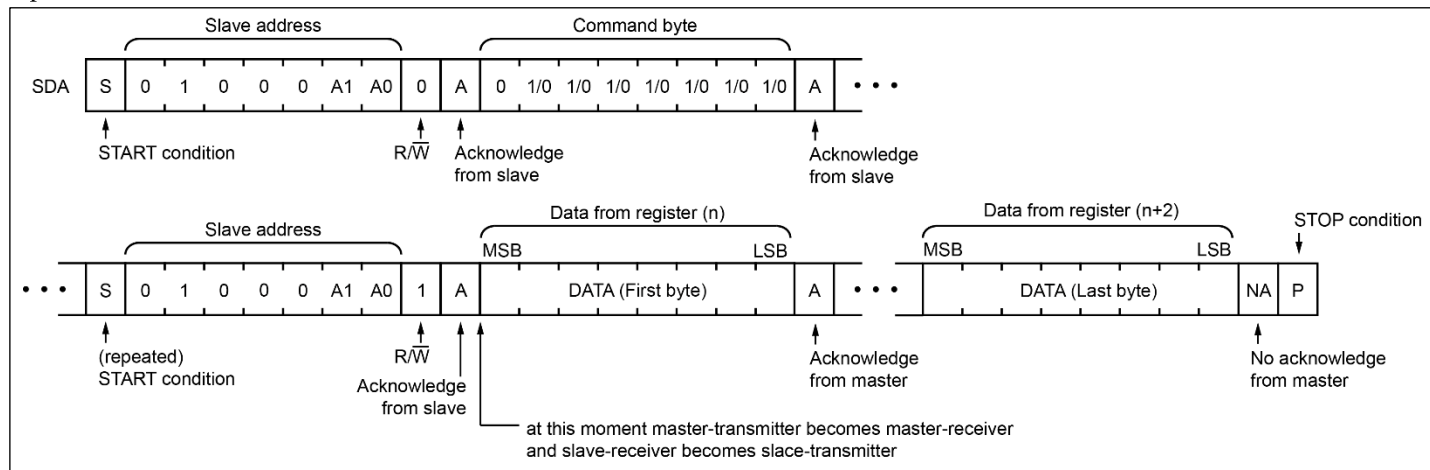 Slave address Command byte
SDA S 0 1 0 0 0 A1 A0 0 A 0 1/0 1/0 1/0 1/0 1/0 1/0 1/0 A • • •
START condition R/W̅ Acknowledge from slave Acknowledge from slave
Slave address Data from register (n) Data from register (n+2) STOP condition
MSB LSB MSB LSB
• • • S 0 1 0 0 0 A1 A0 1 A DATA (First byte) A • • • DATA (Last byte) NA P
(repeated)
START condition
R/W̅
Acknowledge
from slave
Acknowledge
from master
No acknowledge
from master
at this moment master-transmitter becomes master-receiver
and slave-receiver becomes slace-transmitter